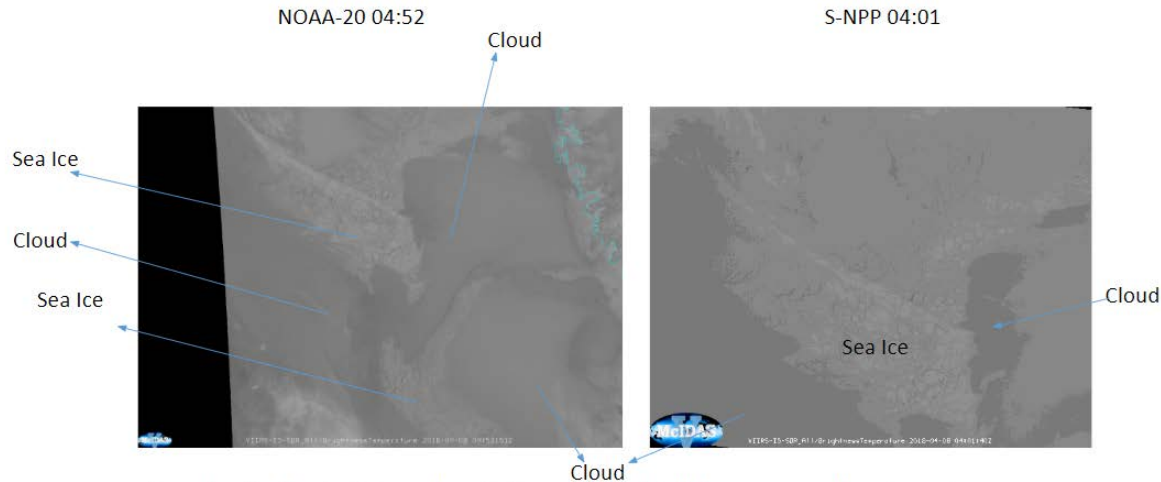 NOAA-20 04:52
S-NPP 04:01
Cloud
Sea Ice
Cloud
Sea Ice
Cloud
Sea Ice
McIDAS
V
McIDAS
Cloud